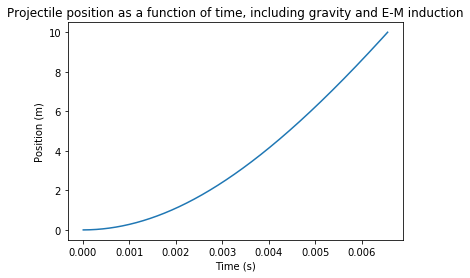 Projectile position as a function of time, including gravity and E-M induction
10
8
6
4
2
0
Position (m)
0.000 0.001 0.002 0.003 0.004 0.005 0.006
Time (s)